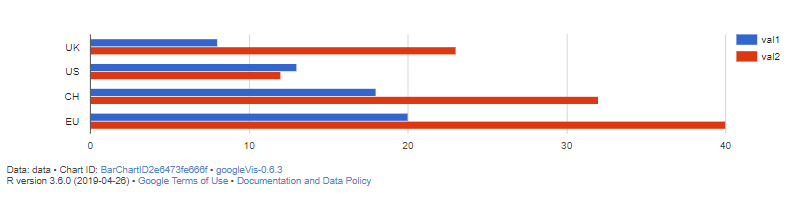 UK
US
CH
EU
0 10 20 30 40
val1
val2
Data: data • Chart ID: BarChartID2e6473fe666f • googleVis-0.6.3
R version 3.6.0 (2019-04-26) • Google Terms of Use • Documentation and Data Policy